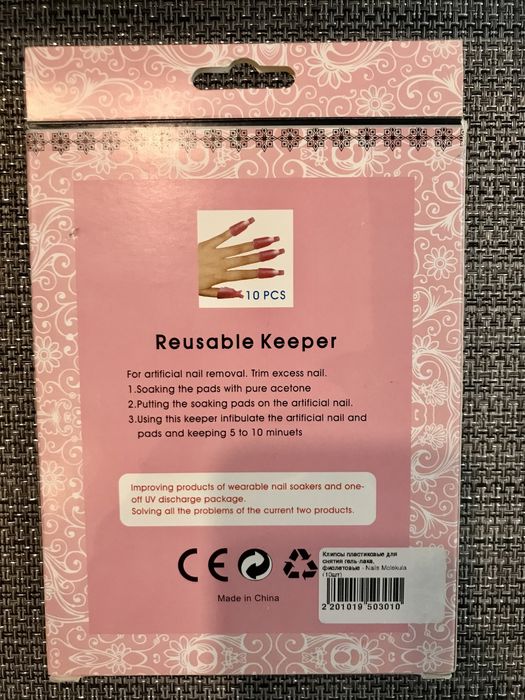 10 PCS
Reusable Keeper
For artificial nail removal. Trim excess nail.
1.Soaking the pads with pure acetone
2.Putting the soaking pads on the artificial nail.
3.Using this keeper infibulate the artificial nail and
pads and keeping 5 to 10 minuets
Improving products of wearable nail soakers and one-
off UV discharge package.
Solving all the problems of the current two products.
CE
Made in China
Клипсы пластиковые для
снятия гель-лака,
фиолетовые - Nails Molekula
(10шт)
2 201019 503010